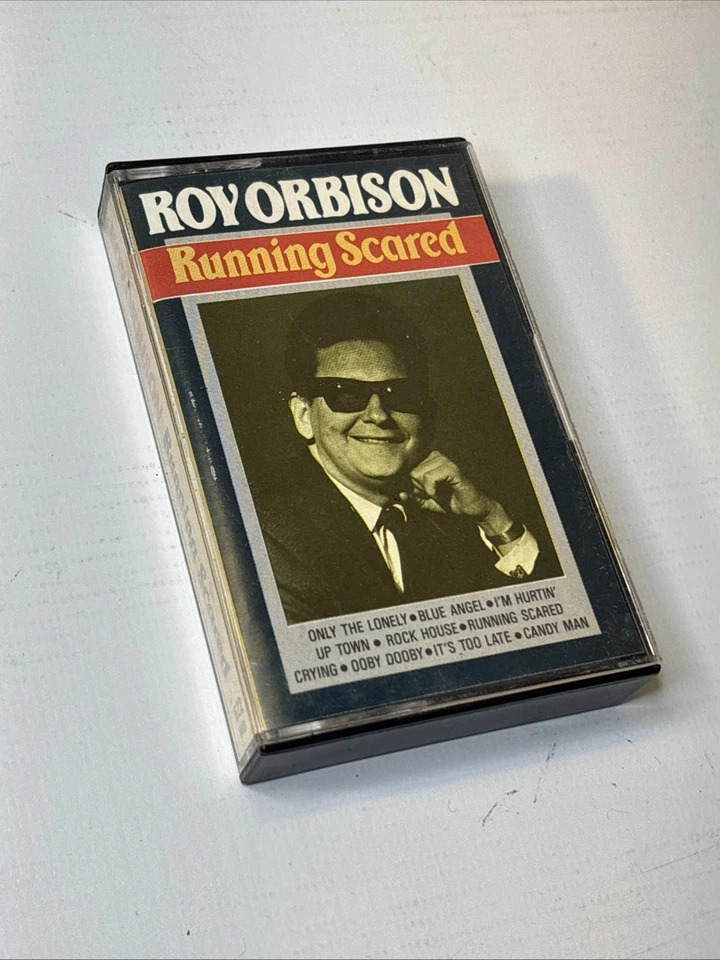 ROY ORBISON
Running Scared
ONLY THE LONELY • BLUE ANGEL • I'M HURTIN'
UP TOWN • ROCK HOUSE • RUNNING SCARED
CRYING • OOBY DOOBY • IT'S TOO LATE • CANDY MAN